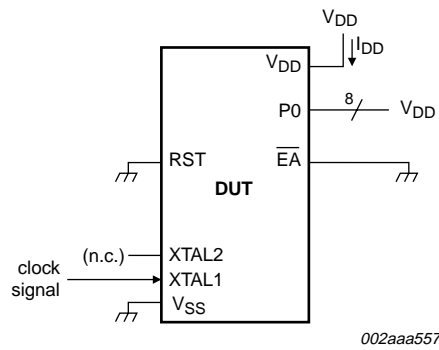 VDD
IDD
VDD
P0
8
VDD
RST
EA
DUT
(n.c.)
XTAL2
clock
signal
XTAL1
VSS
002aaa557